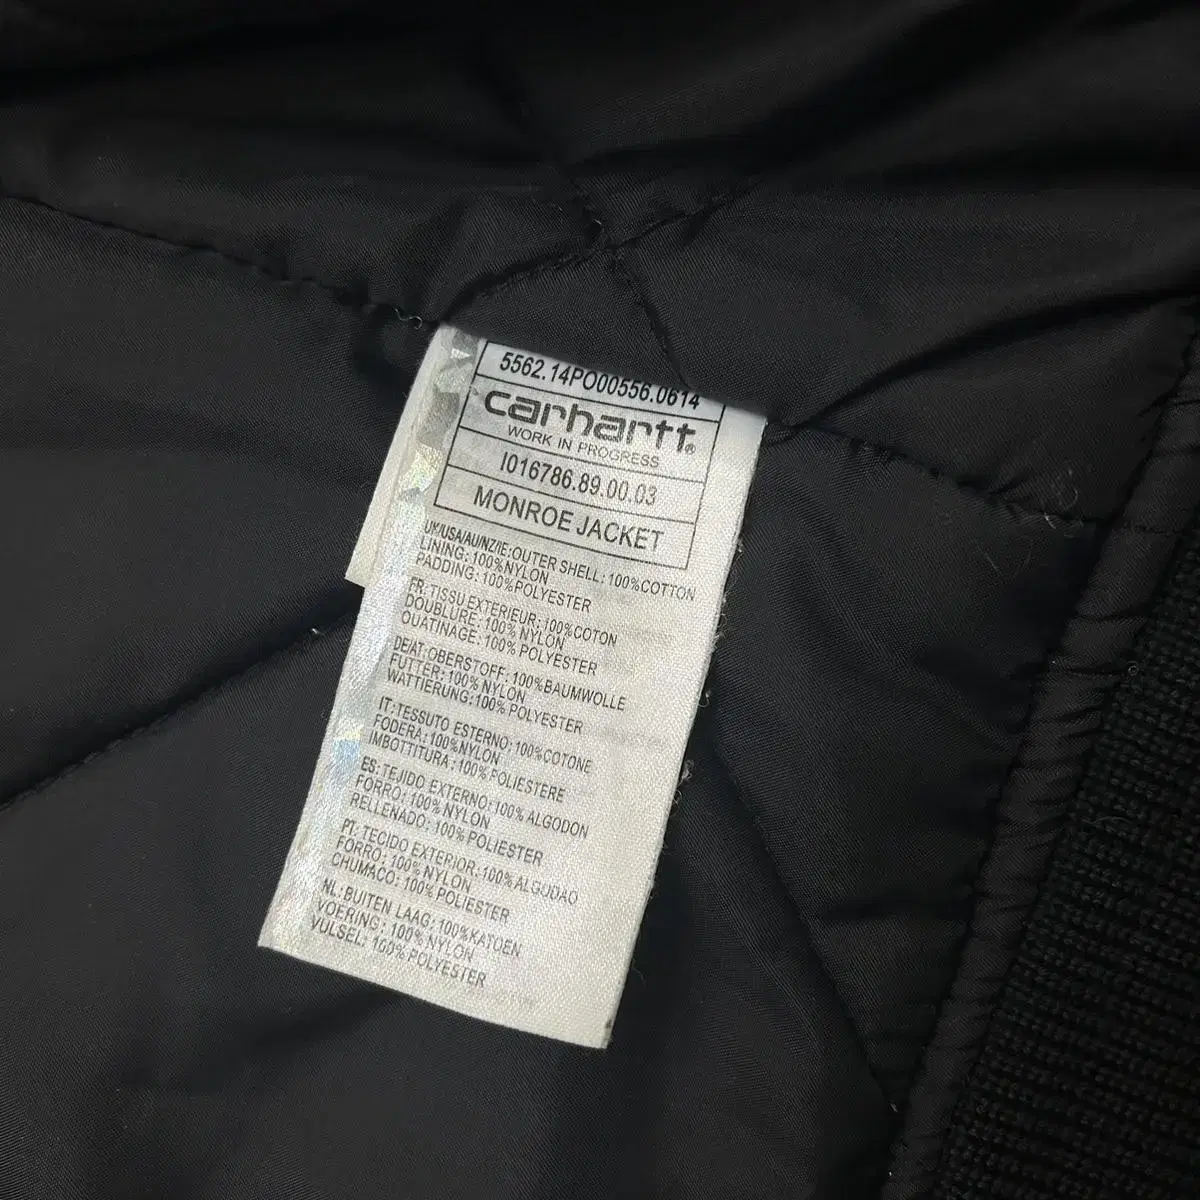 5562.14PO00556.0614
carhartt®
WORK IN PROGRESS
I016786.89.00.03
MONROE JACKET
UK/USA/AU/NZ/IE:OUTER SHELL: 100%COTTON
LINING: 100%NYLON
PADDING: 100%POLYESTER
FR: TISSU EXTERIEUR: 100%COTON
DOUBLURE: 100% NYLON
OUATINAGE: 100% POLYESTER
DE/AT:OBERSTOFF: 100%BAUMWOLLE
FUTTER: 100% NYLON
WATTIERUNG:100% POLYESTER
IT:TESSUTO ESTERNO: 100%COTONE
FODERA: 100%NYLON
IMBOTTITURA : 100% POLIESTERE
ES: TEJIDO EXTERNO:100% ALGODON
FORRO: 100% NYLON
RELLENADO: 100% POLIESTER
PT: TECIDO EXTERIOR: 100%ALGODAO
FORRO: 100% NYLON
CHUMACO: 100% POLIESTER
NL: BUITEN LAAG: 100%KATOEN
VOERING: 100% NYLON
VULSEL: 100% POLYESTER